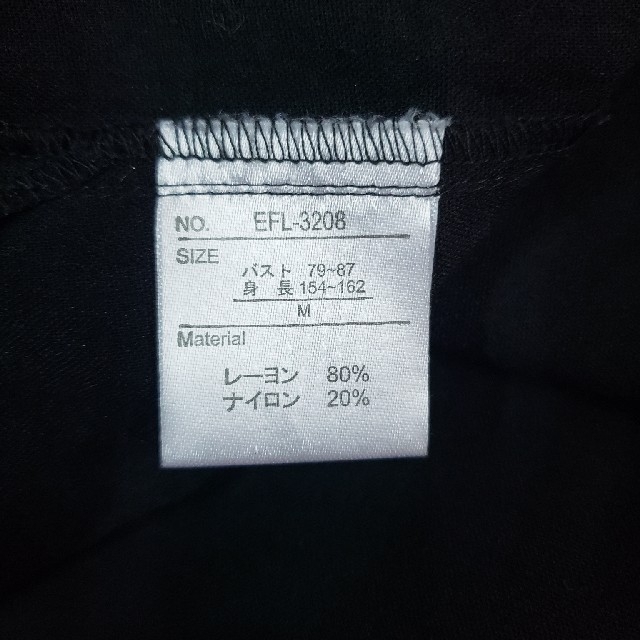 NO. EFL-3208
SIZE
バスト 79~87
身 長 154~162
M
Material
レーヨン 80%
ナイロン 20%